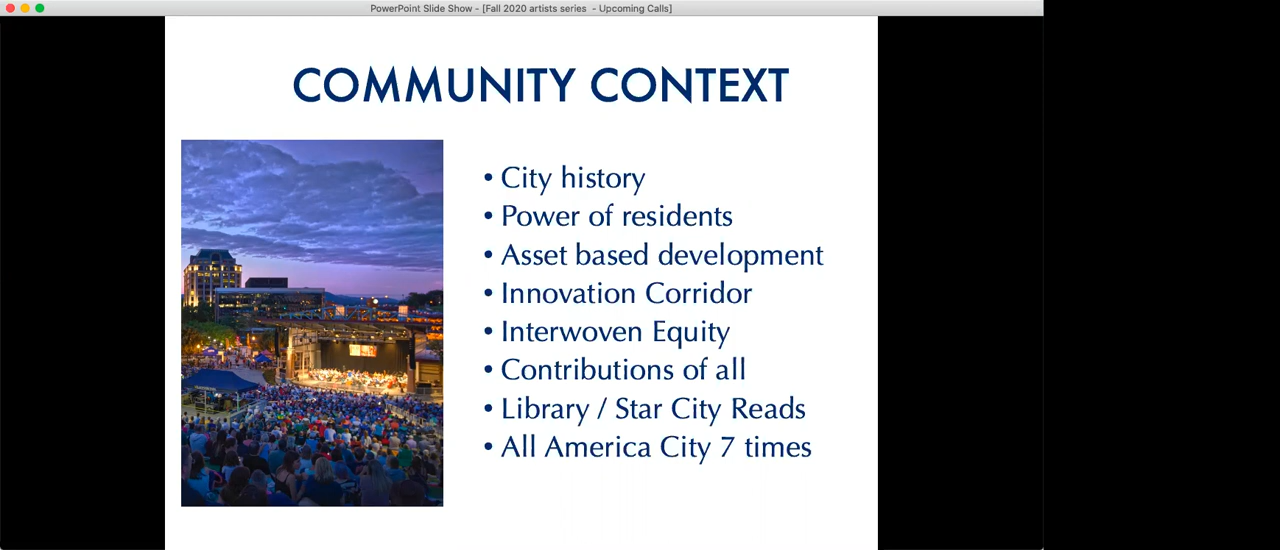 PowerPoint Slide Show - [Fall 2020 artists series - Upcoming Calls]
COMMUNITY CONTEXT
• City history
• Power of residents
• Asset based development
• Innovation Corridor
• Interwoven Equity
• Contributions of all
• Library / Star City Reads
• All America City 7 times